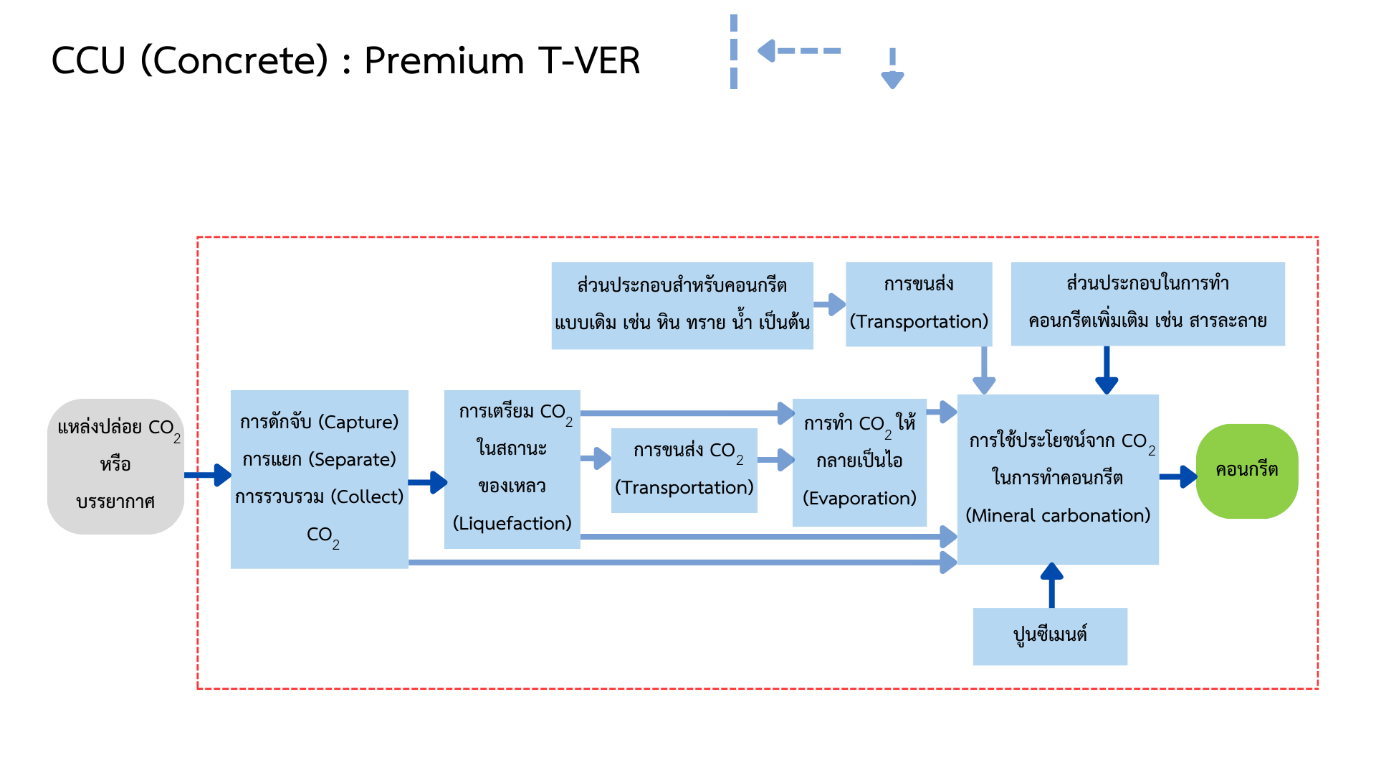 CCU (Concrete) : Premium T-VER
ส่วนประกอบสำหรับคอนกรีต
แบบเดิม เช่น หิน ทราย น้ำ เป็นต้น
การขนส่ง
(Transportation)
ส่วนประกอบในการทำ
คอนกรีตเพิ่มเติม เช่น สารละลาย
แหล่งปล่อย CO₂
หรือ
บรรยากาศ
การดักจับ (Capture)
การแยก (Separate)
การรวบรวม (Collect)
CO₂
การเตรียม CO₂
ในสถานะ
ของเหลว
(Liquefaction)
การขนส่ง CO₂
(Transportation)
การทำ CO₂ ให้
กลายเป็นไอ
(Evaporation)
การใช้ประโยชน์จาก CO₂
ในการทำคอนกรีต
(Mineral carbonation)
คอนกรีต
ปูนซีเมนต์